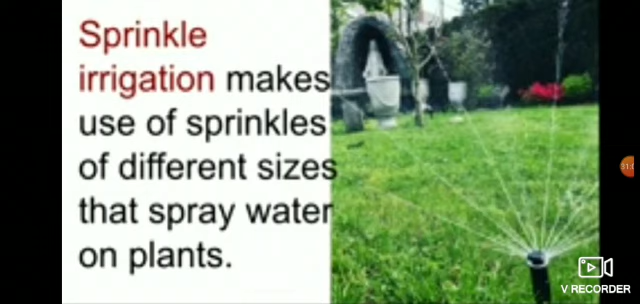 Sprinkle
irrigation makes
use of sprinkles
of different sizes
that spray water
on plants.
V RECORDER